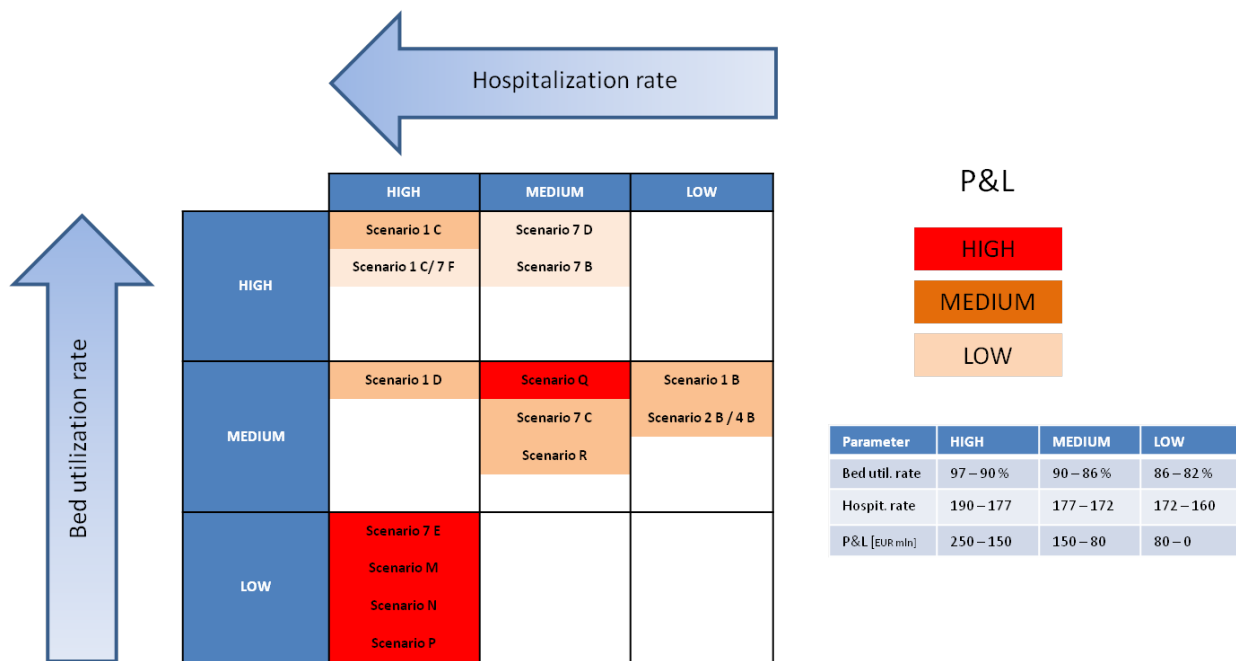 Hospitalization rate
Bed utilization rate
HIGH MEDIUM LOW
HIGH
Scenario 1 C
Scenario 1 C/ 7 F
Scenario 7 D
Scenario 7 B
MEDIUM
Scenario 1 D
Scenario Q
Scenario 7 C
Scenario R
Scenario 1 B
Scenario 2 B / 4 B
LOW
Scenario 7 E
Scenario M
Scenario N
Scenario P
P&L
HIGH
MEDIUM
LOW
Parameter HIGH MEDIUM LOW
Bed util. rate 97 – 90 % 90 – 86 % 86 – 82 %
Hospit. rate 190 – 177 177 – 172 172 – 160
P&L [EUR mln] 250 – 150 150 – 80 80 – 0